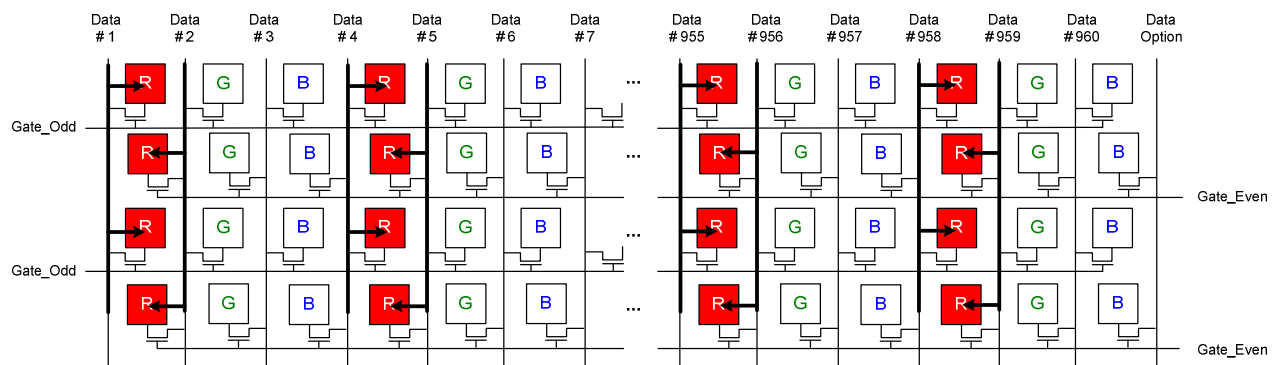 Data Data Data Data Data Data Data Data Data Data Data Data Data Data
#1 #2 #3 #4 #5 #6 #7 #955 #956 #957 #958 #959 #960 Option
R G B R G B ... R G B R G B
Gate_Odd
R G B R G B ... R G B R G B
Gate_Even
R G B R G B ... R G B R G B
Gate_Odd
R G B R G B ... R G B R G B
Gate_Even